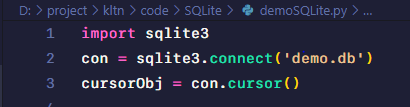 D: > project > kltn > code > SQLite > demoSQLite.py > ...
1 import sqlite3
2 con = sqlite3.connect('demo.db')
3 cursorObj = con.cursor()